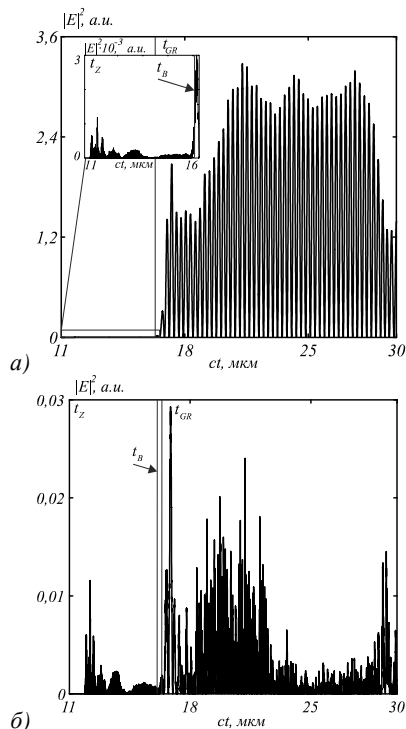 |E|², а.и.
3,6
|E|²·10⁻³ а.и.
t_GR
3
t_Z
t_B
2,4
0
11
ct, мкм
16
1,2
0
11
18
25
30
а)
ct, мкм
|E|², а.и.
0,03
t_Z
t_GR
t_B
0,02
0,01
0
11
18
25
30
б)
ct, мкм